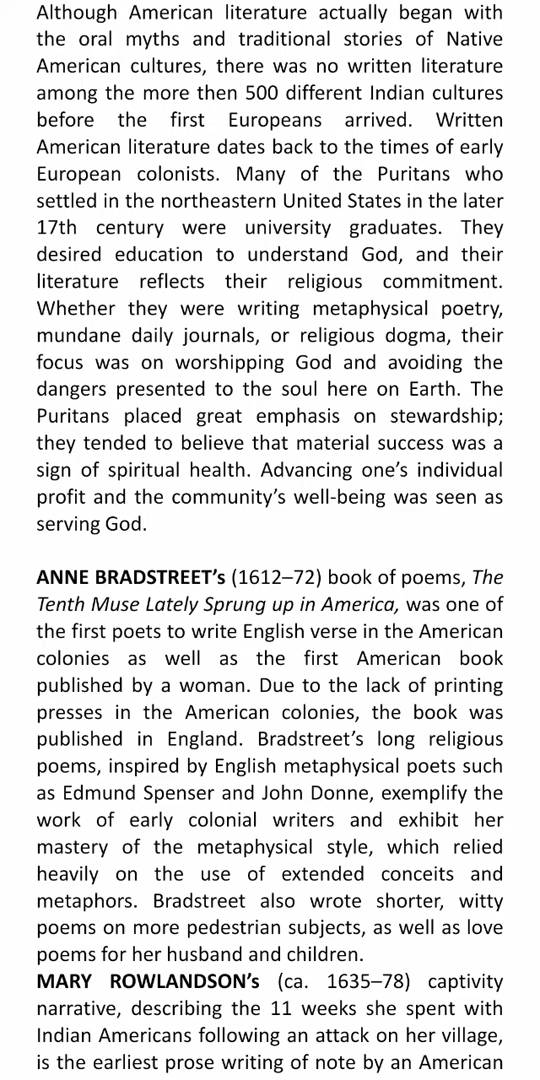 Although American literature actually began with
the oral myths and traditional stories of Native
American cultures, there was no written literature
among the more then 500 different Indian cultures
before the first Europeans arrived. Written
American literature dates back to the times of early
European colonists. Many of the Puritans who
settled in the northeastern United States in the later
17th century were university graduates. They
desired education to understand God, and their
literature reflects their religious commitment.
Whether they were writing metaphysical poetry,
mundane daily journals, or religious dogma, their
focus was on worshipping God and avoiding the
dangers presented to the soul here on Earth. The
Puritans placed great emphasis on stewardship;
they tended to believe that material success was a
sign of spiritual health. Advancing one’s individual
profit and the community’s well-being was seen as
serving God.
ANNE BRADSTREET’s (1612–72) book of poems, The
Tenth Muse Lately Sprung up in America, was one of
the first poets to write English verse in the American
colonies as well as the first American book
published by a woman. Due to the lack of printing
presses in the American colonies, the book was
published in England. Bradstreet’s long religious
poems, inspired by English metaphysical poets such
as Edmund Spenser and John Donne, exemplify the
work of early colonial writers and exhibit her
mastery of the metaphysical style, which relied
heavily on the use of extended conceits and
metaphors. Bradstreet also wrote shorter, witty
poems on more pedestrian subjects, as well as love
poems for her husband and children.
MARY ROWLANDSON’s (ca. 1635–78) captivity
narrative, describing the 11 weeks she spent with
Indian Americans following an attack on her village,
is the earliest prose writing of note by an American